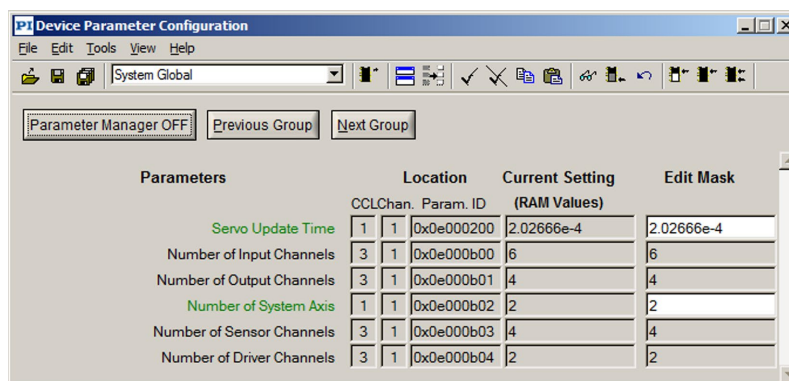 PI Device Parameter Configuration
File Edit Tools View Help
System Global
Parameter Manager OFF Previous Group Next Group
Parameters Location Current Setting Edit Mask
CCL Chan. Param. ID (RAM Values)
Servo Update Time 1 1 0x0e000200 2.02666e-4 2.02666e-4
Number of Input Channels 3 1 0x0e000b00 6 6
Number of Output Channels 3 1 0x0e000b01 4 4
Number of System Axis 1 1 0x0e000b02 2 2
Number of Sensor Channels 3 1 0x0e000b03 4 4
Number of Driver Channels 3 1 0x0e000b04 2 2